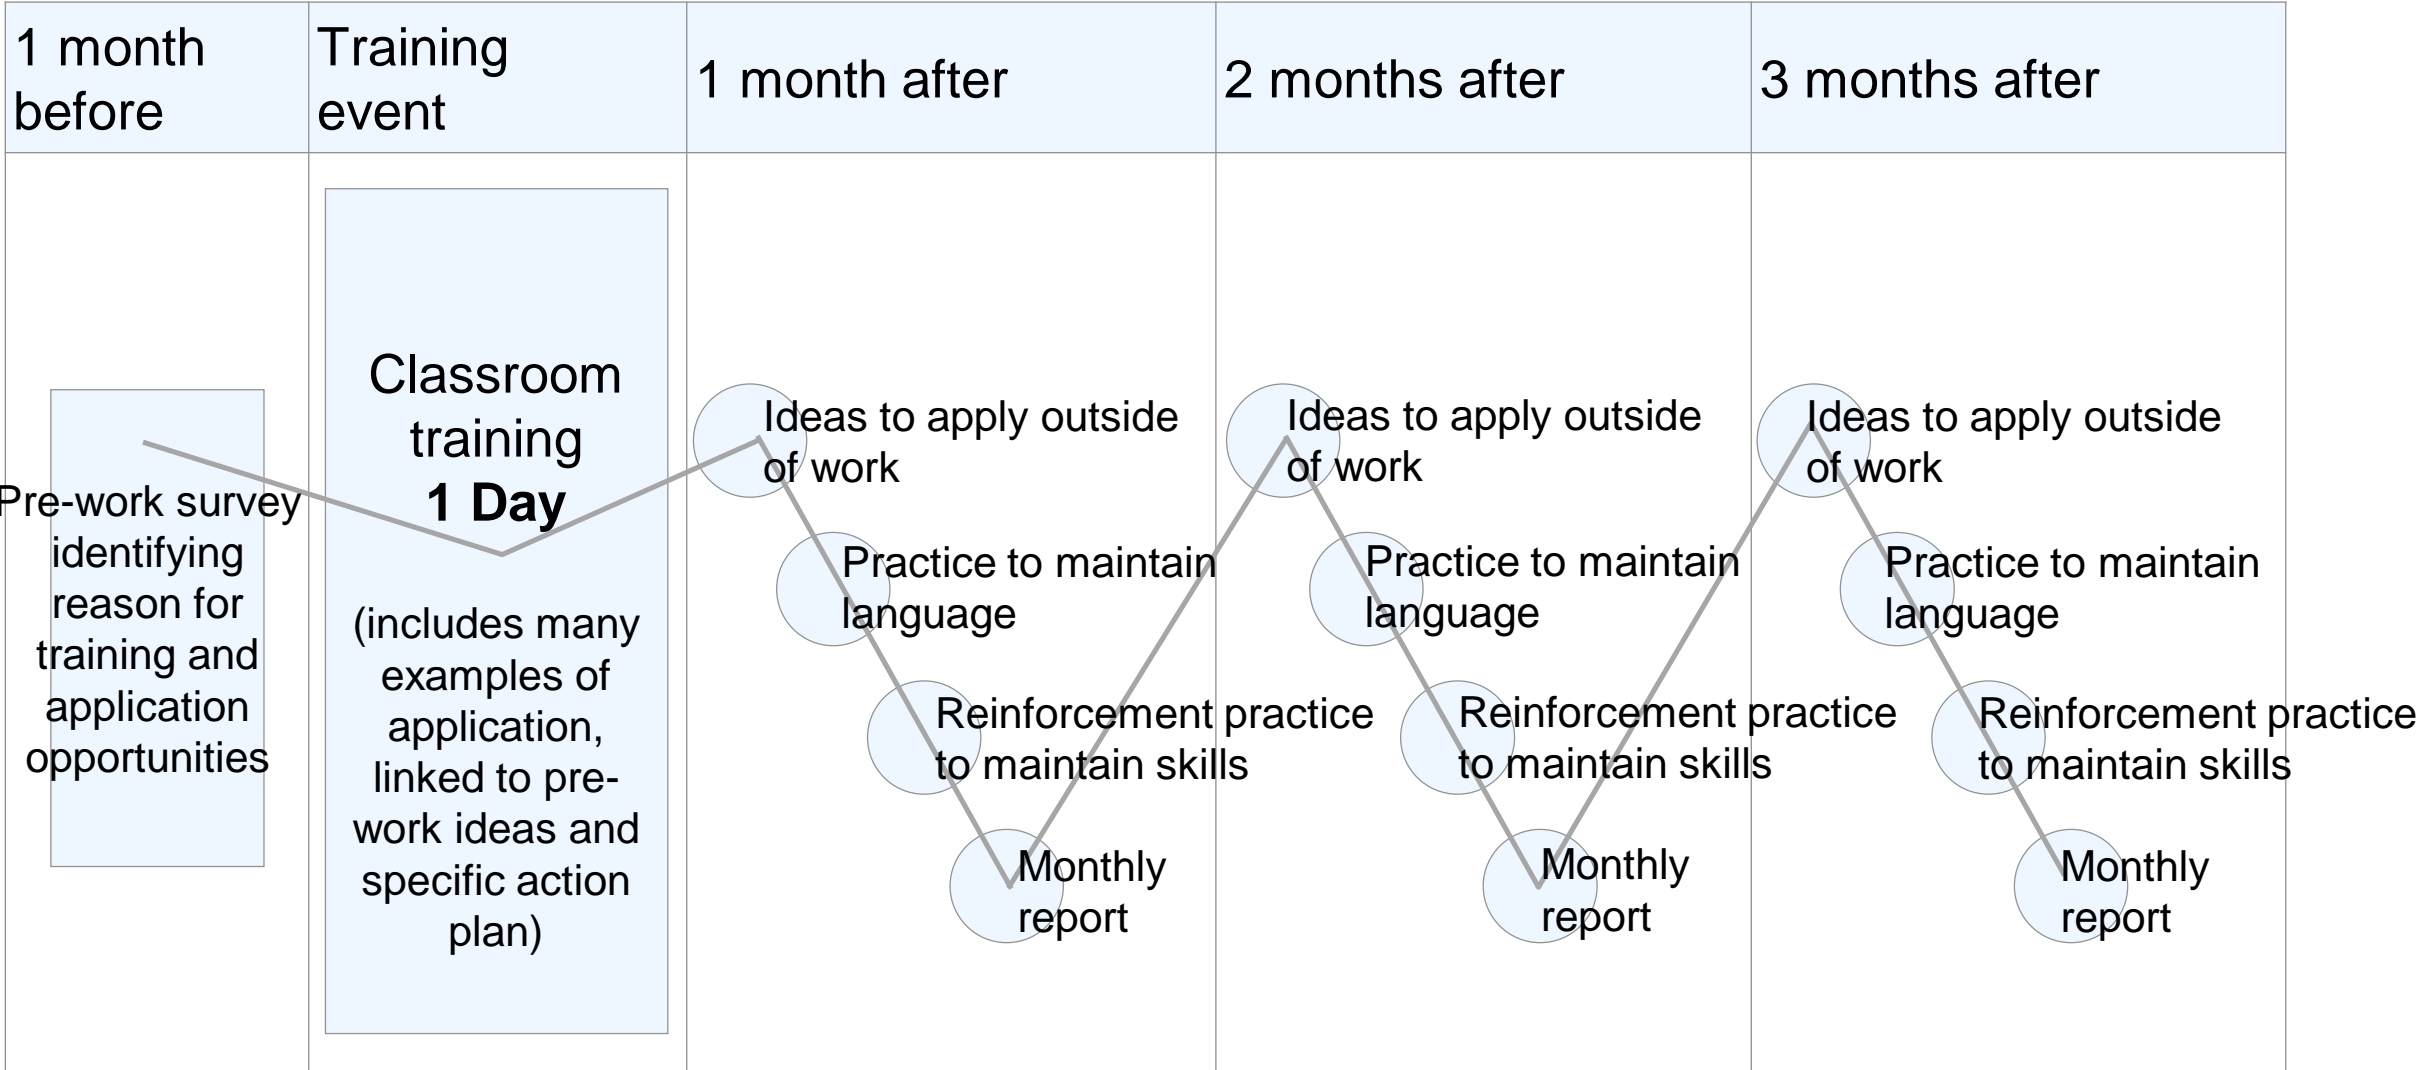 1 month
before
Training
event
1 month after
2 months after
3 months after
Pre-work survey
identifying
reason for
training and
application
opportunities
Classroom
training
1 Day
(includes many
examples of
application,
linked to pre-
work ideas and
specific action
plan)
Ideas to apply outside
of work
Practice to maintain
language
Reinforcement practice
to maintain skills
Monthly
report
Ideas to apply outside
of work
Practice to maintain
language
Reinforcement practice
to maintain skills
Monthly
report
Ideas to apply outside
of work
Practice to maintain
language
Reinforcement practice
to maintain skills
Monthly
report